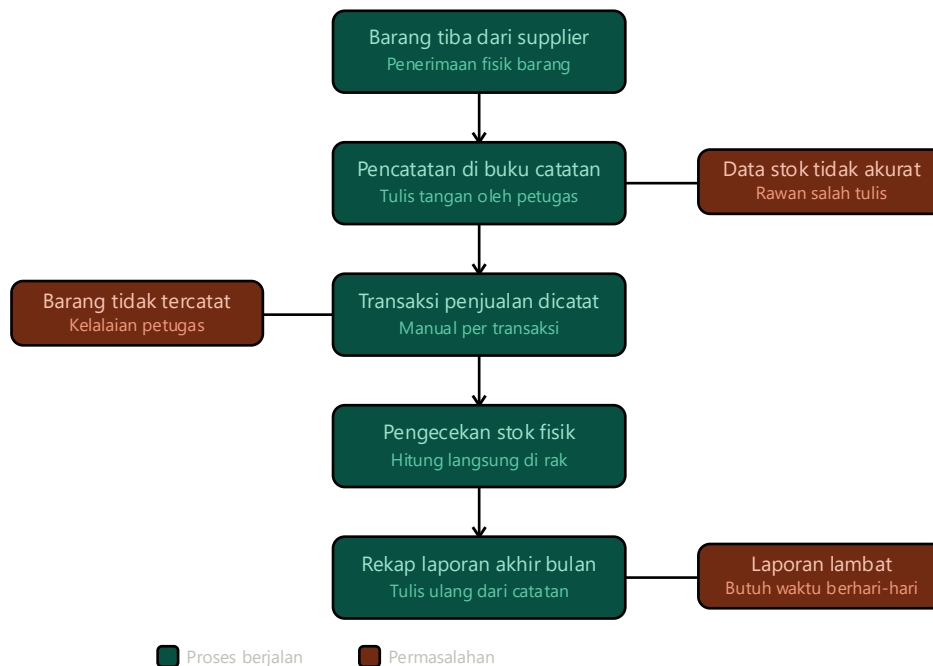 Barang tiba dari supplier
Penerimaan fisik barang
Pencatatan di buku catatan
Tulis tangan oleh petugas
Data stok tidak akurat
Rawan salah tulis
Barang tidak tercatat
Kelalaian petugas
Transaksi penjualan dicatat
Manual per transaksi
Pengecekan stok fisik
Hitung langsung di rak
Rekap laporan akhir bulan
Tulis ulang dari catatan
Laporan lambat
Butuh waktu berhari-hari
Proses berjalan
Permasalahan